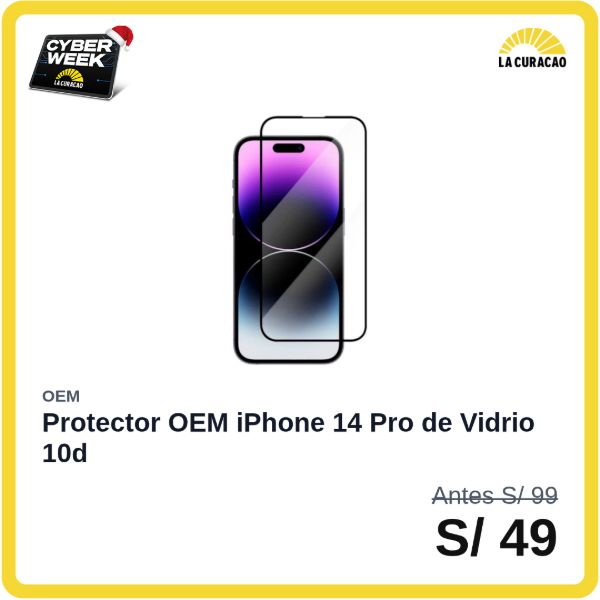 CYBER
WEEK
LA CURACAO
LA CURACAO
OEM
Protector OEM iPhone 14 Pro de Vidrio
10d
Antes S/ 99
S/ 49